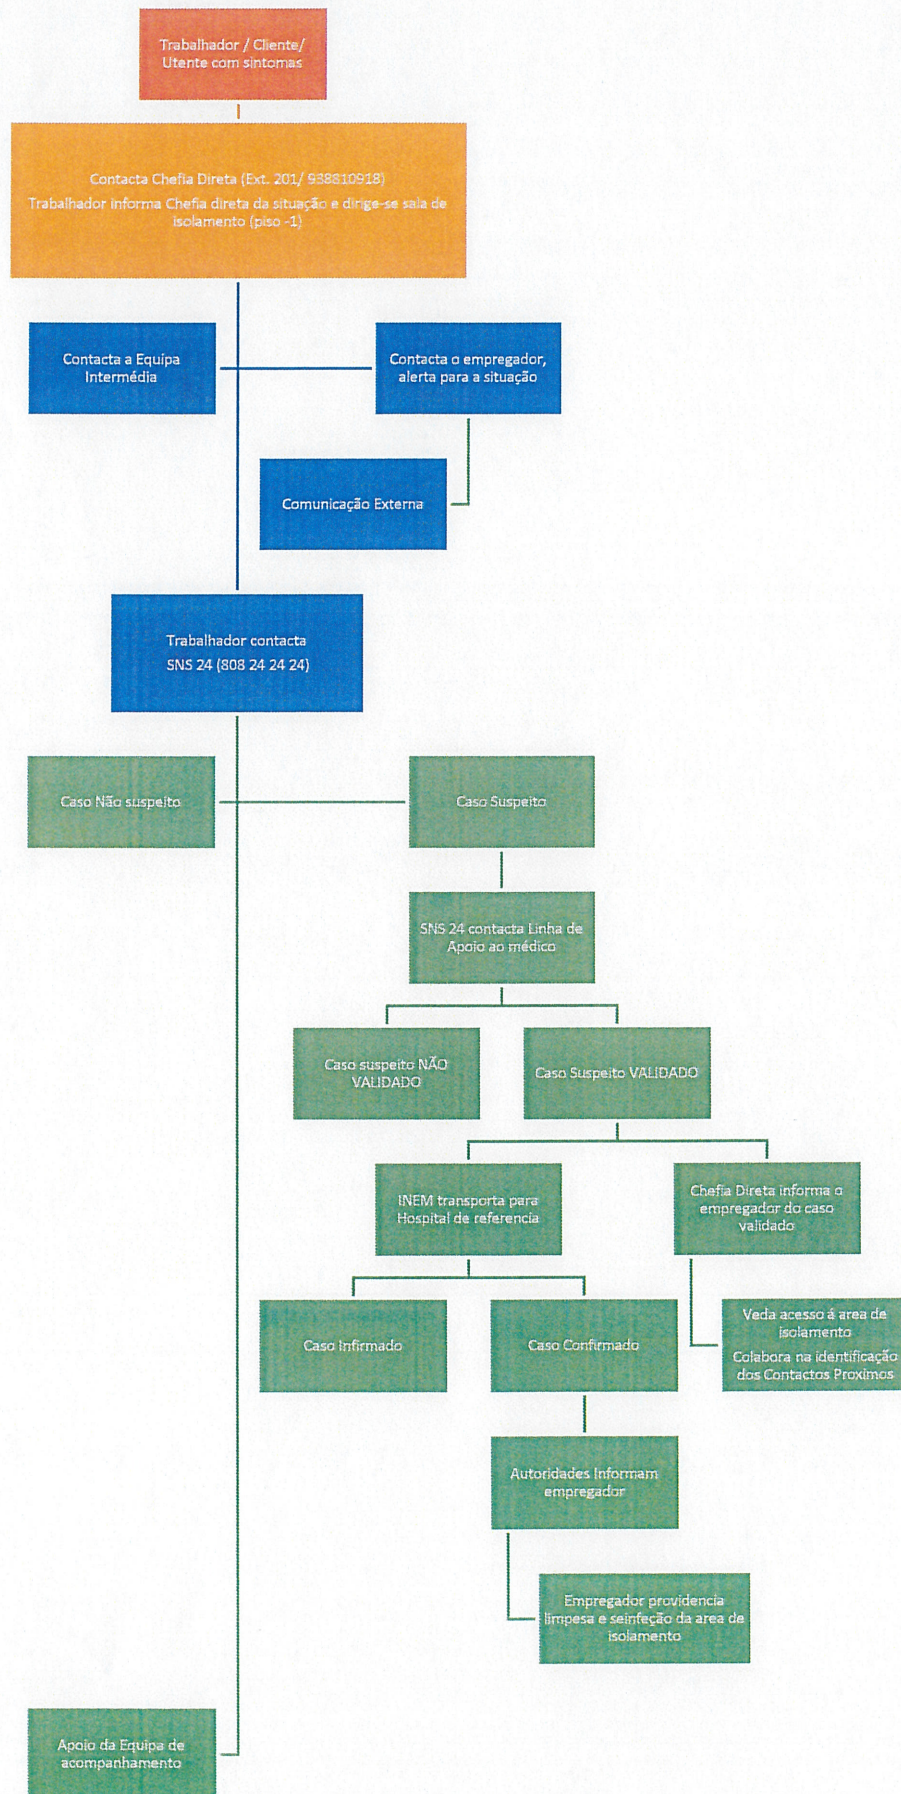 Trabalhador / Cliente/
Utente com sintomas
Contacta Chefia Direta (Ext. 201/ 938810918)
Trabalhador informa Chefia direta da situação e dirige-se sala de
isolamento (piso -1)
Contacta a Equipa
Intermédia
Contacta o empregador,
alerta para a situação
Comunicação Externa
Trabalhador contacta
SNS 24 (808 24 24 24)
Caso Não suspeito
Caso Suspeito
SNS 24 contacta Linha de
Apoio ao médico
Caso suspeito NÃO
VALIDADO
Caso Suspeito VALIDADO
INEM transporta para
Hospital de referencia
Chefia Direta informa o
empregador do caso
validado
Caso Infirmado
Caso Confirmado
Veda acesso á area de
isolamento
Colabora na identificação
dos Contactos Proximos
Autoridades Informam
empregador
Empregador providencia
limpesa e seinfeção da area de
isolamento
Apoio da Equipa de
acompanhamento